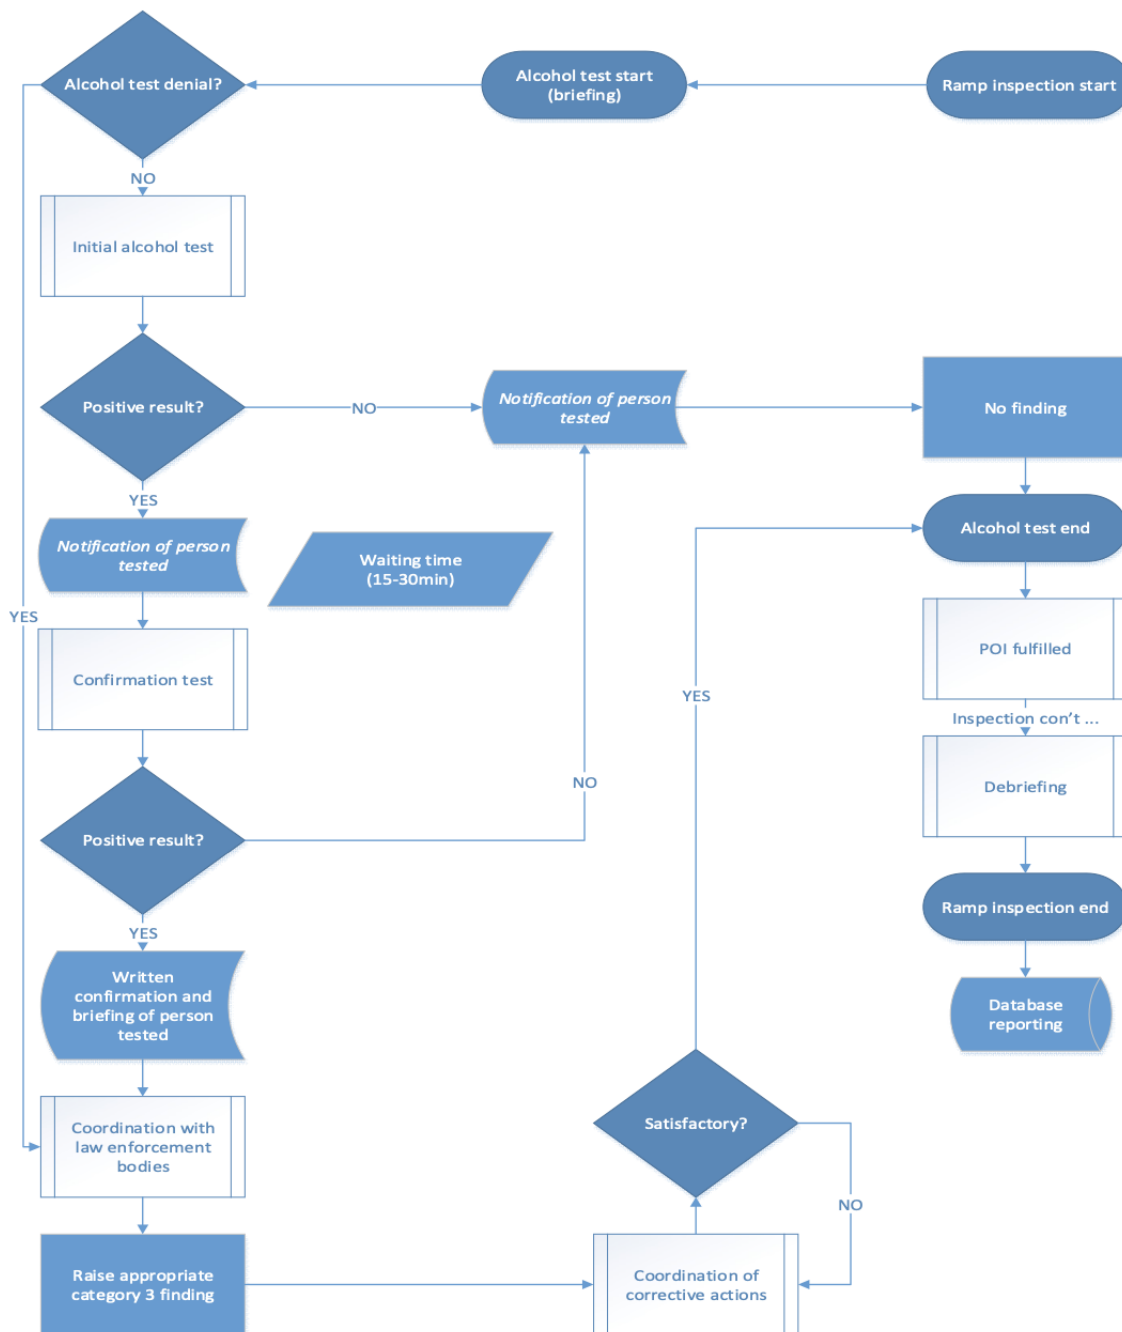 Alcohol test denial?
Alcohol test start
(briefing)
Ramp inspection start
NO
Initial alcohol test
Positive result?
NO
Notification of person
tested
No finding
YES
Notification of person
tested
Waiting time
(15-30min)
Alcohol test end
YES
Confirmation test
POI fulfilled
YES
Inspection con't ...
NO
Debriefing
Positive result?
Ramp inspection end
YES
Written
confirmation and
briefing of person
tested
Database
reporting
Coordination with
law enforcement
bodies
Satisfactory?
NO
Raise appropriate
category 3 finding
Coordination of
corrective actions